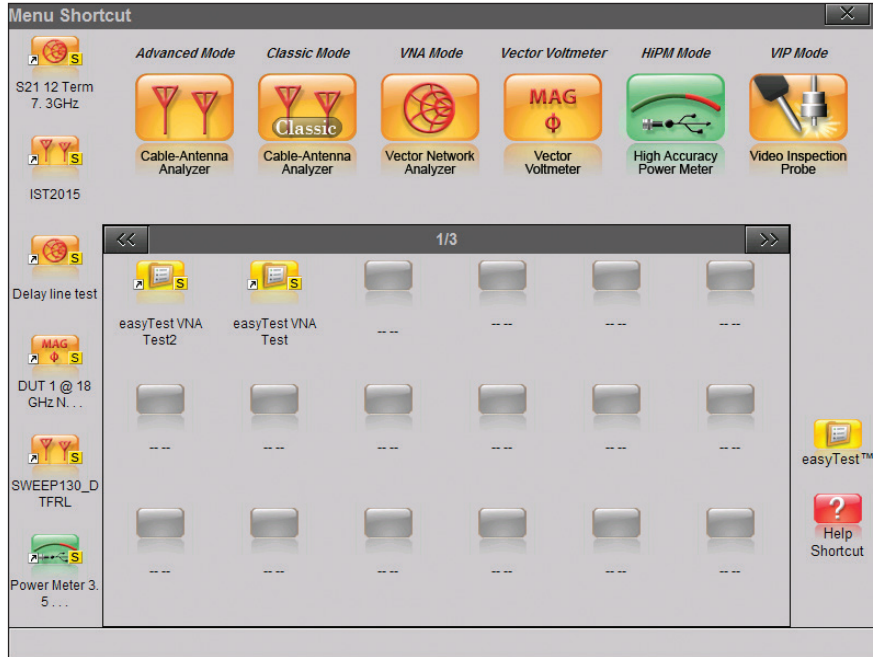 Menu Shortcut
S
S21 12 Term
7. 3GHz
S
IST2015
S
Delay line test
MAG
Φ S
DUT 1 @ 18
GHz N. . .
S
SWEEP130_D
TFRL
S
Power Meter 3.
5 . . .
Advanced Mode Classic Mode VNA Mode Vector Voltmeter HiPM Mode VIP Mode
Classic
MAG
Φ
Cable-Antenna
Analyzer
Cable-Antenna
Analyzer
Vector Network
Analyzer
Vector
Voltmeter
High Accuracy
Power Meter
Video Inspection
Probe
<< 1/3 >>
S S
easyTest VNA
Test2
easyTest VNA
Test
-- -- -- -- -- -- -- --
-- -- -- -- -- -- -- -- -- -- -- --
-- -- -- -- -- -- -- -- -- -- -- --
easyTest™
?
Help
Shortcut